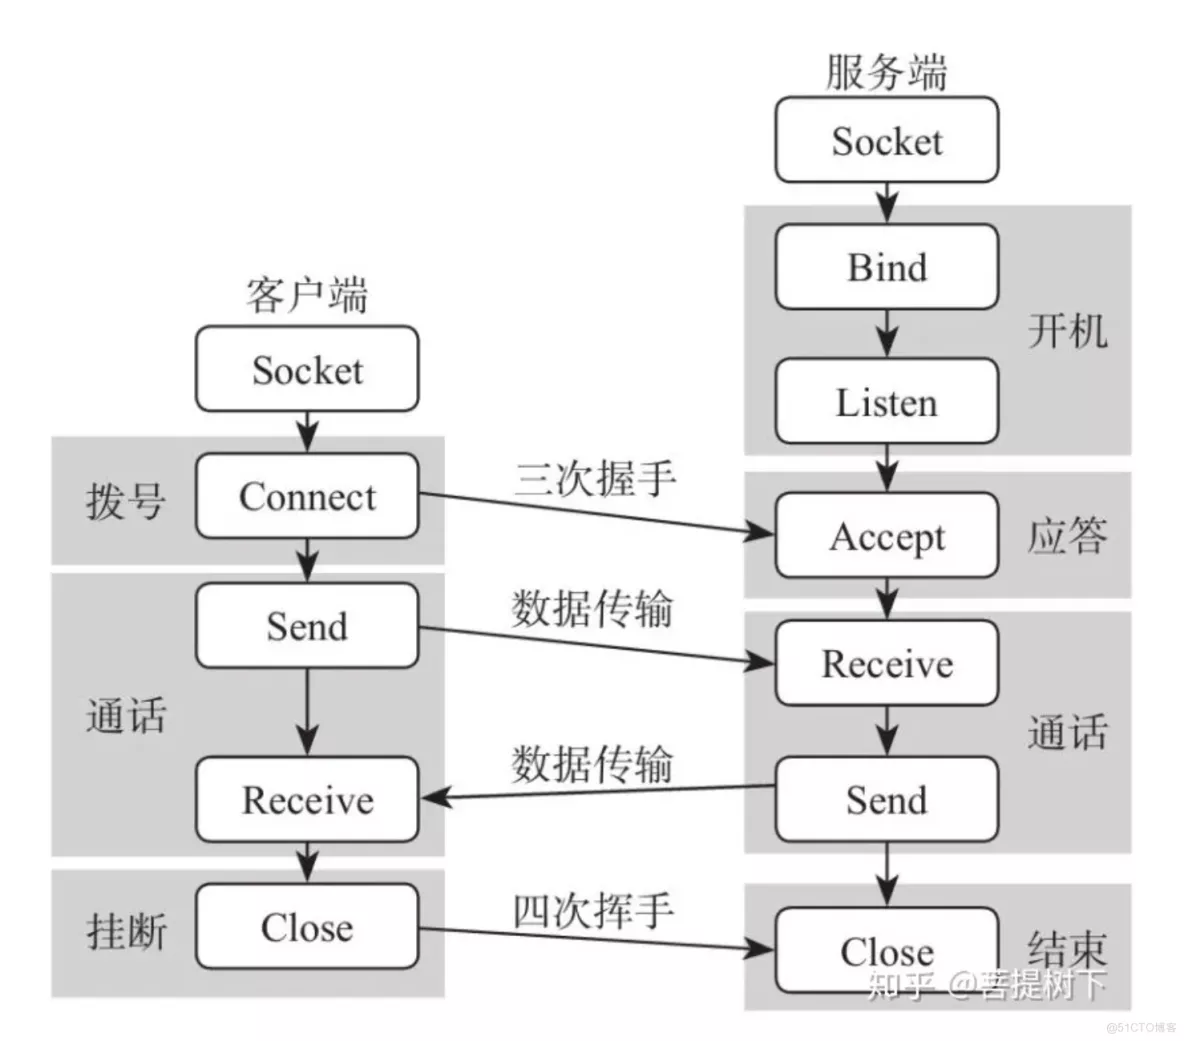 服务端
Socket
Bind
开机
Listen
客户端
Socket
拨号
Connect
三次握手
Accept
应答
Send
数据传输
Receive
通话
通话
数据传输
Receive
Send
挂断
Close
四次挥手
Close
结束
知乎 @菩提树下
@51CTO博客